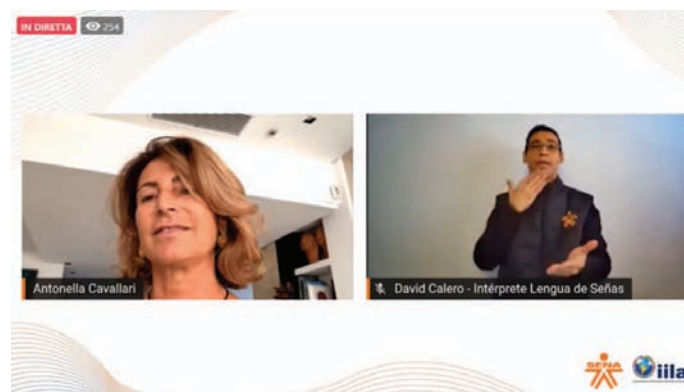 IN DIRETTA 254
Antonella Cavallari
David Calero - Intérprete Lengua de Señas
SENA
iila